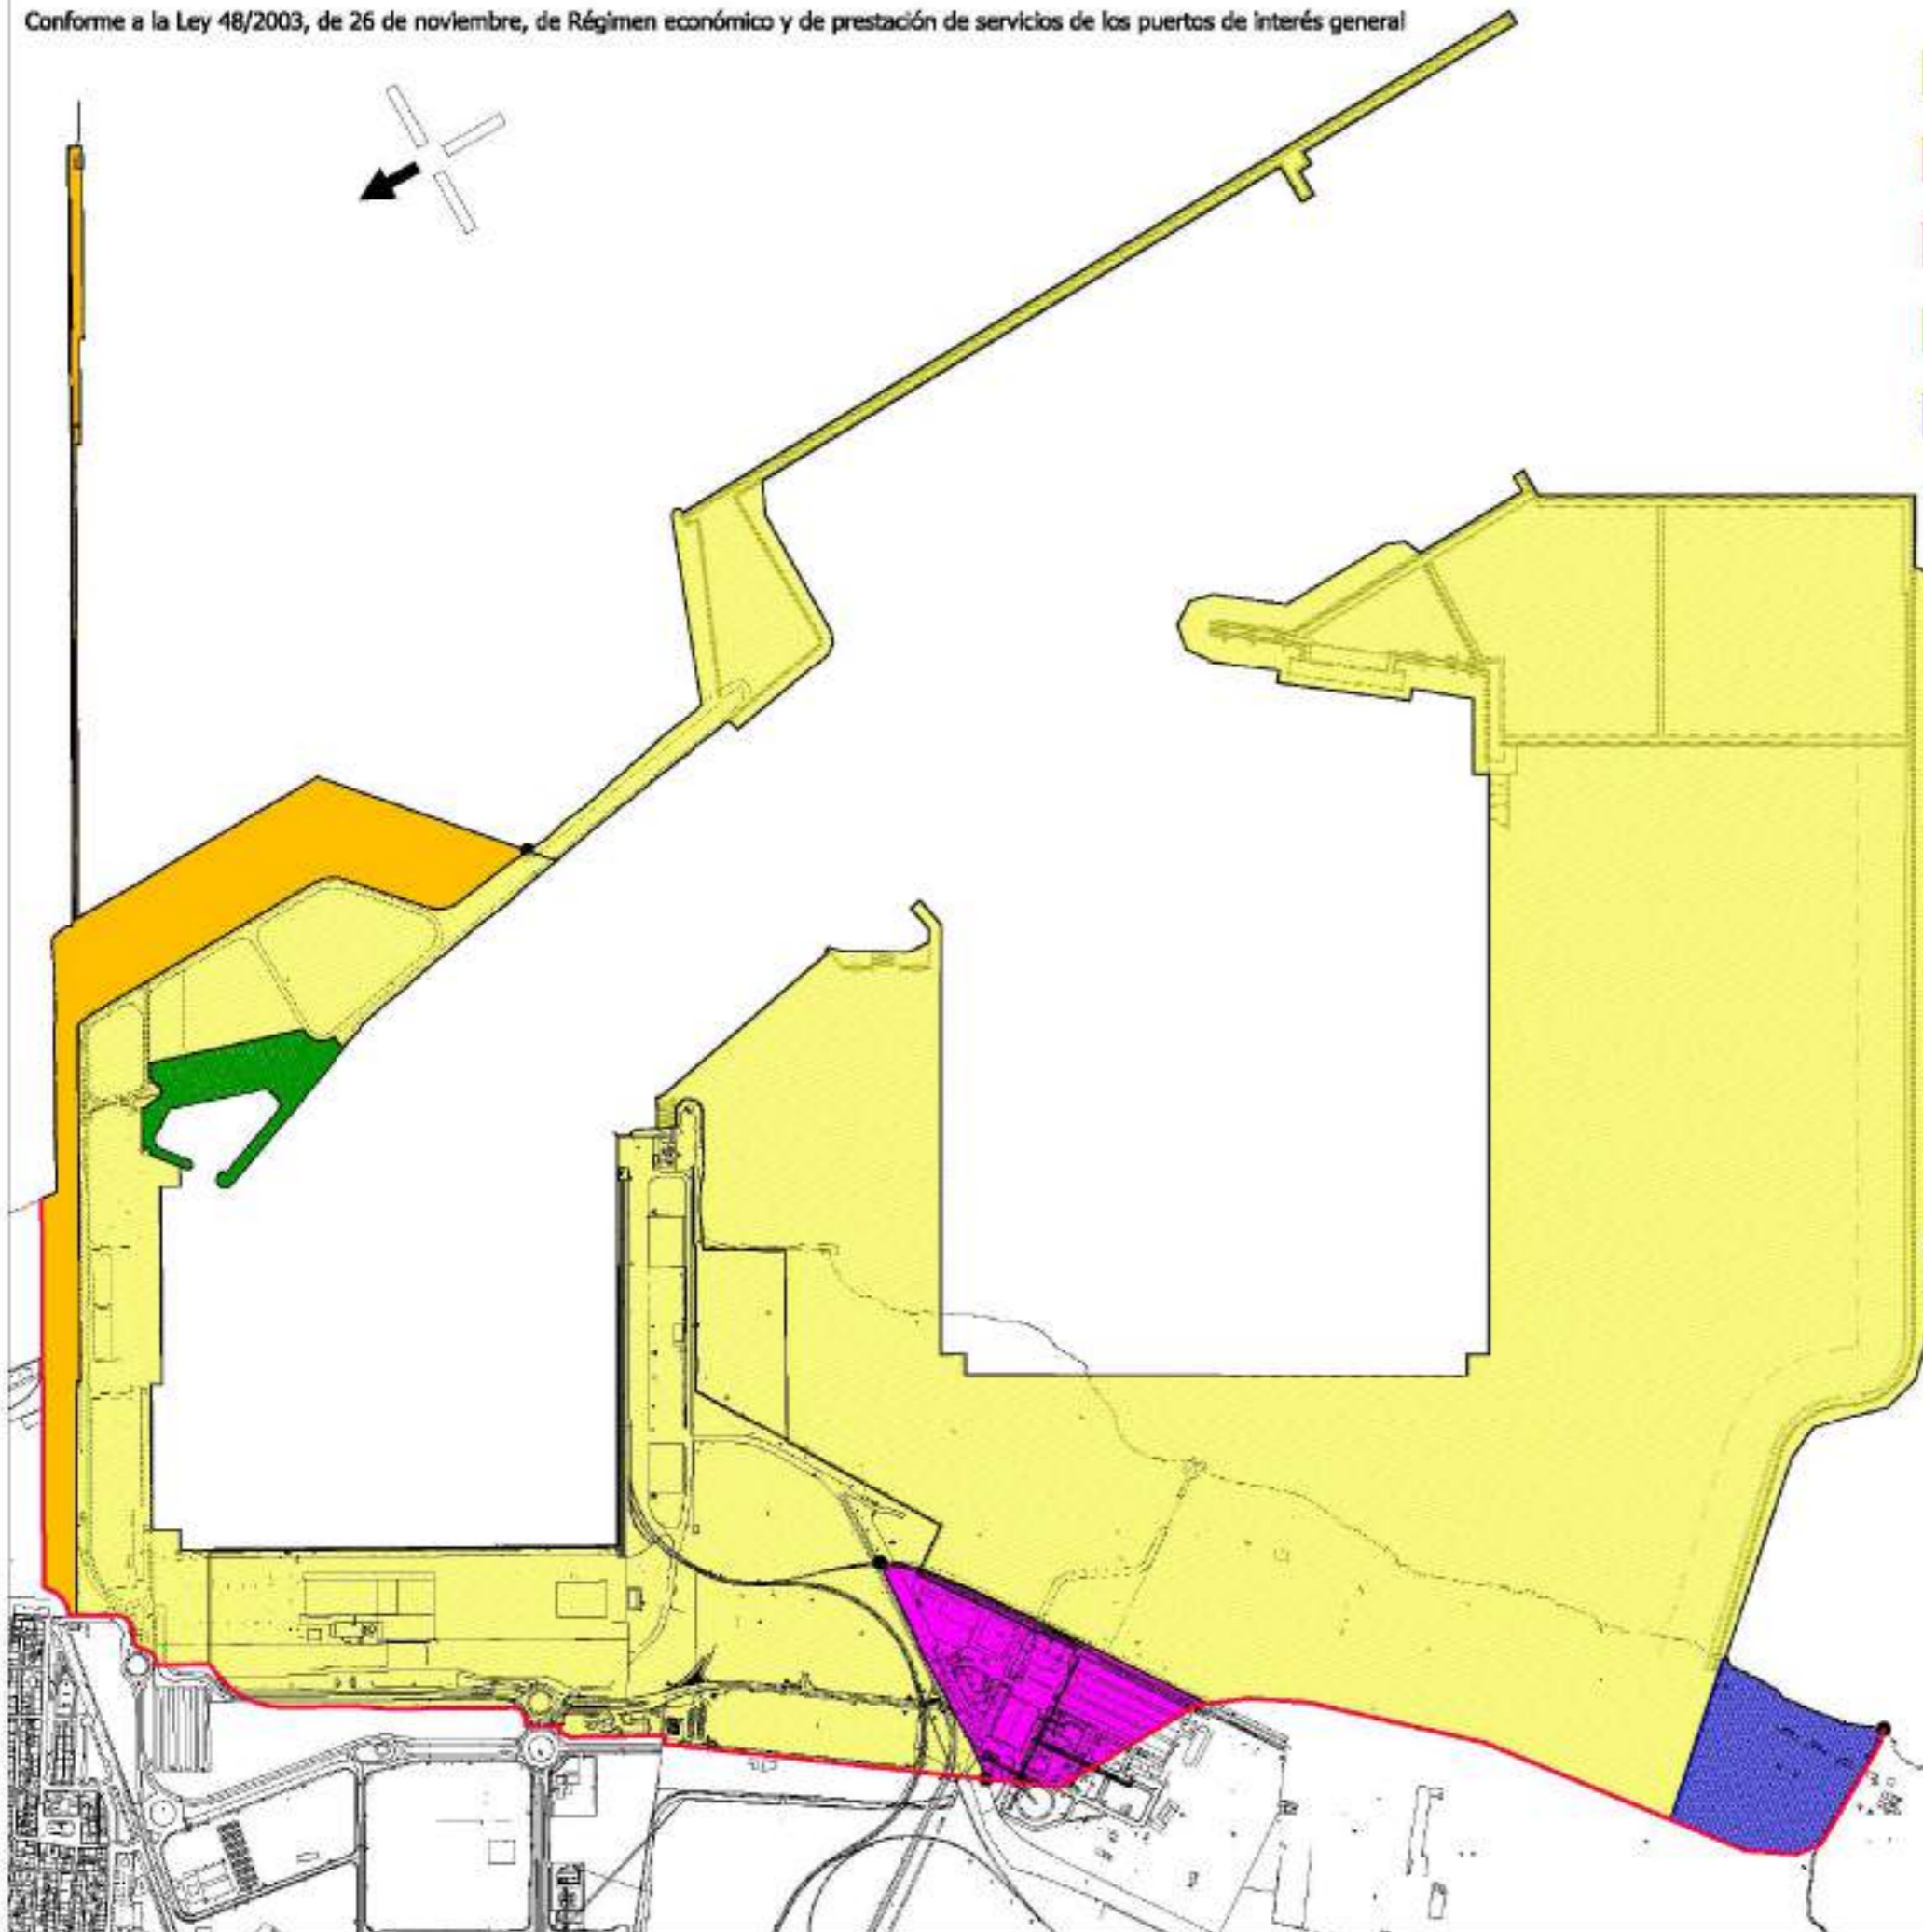 Conforme a la Ley 48/2003, de 26 de noviembre, de Régimen económico y de prestación de servicios de los puertos de interés general